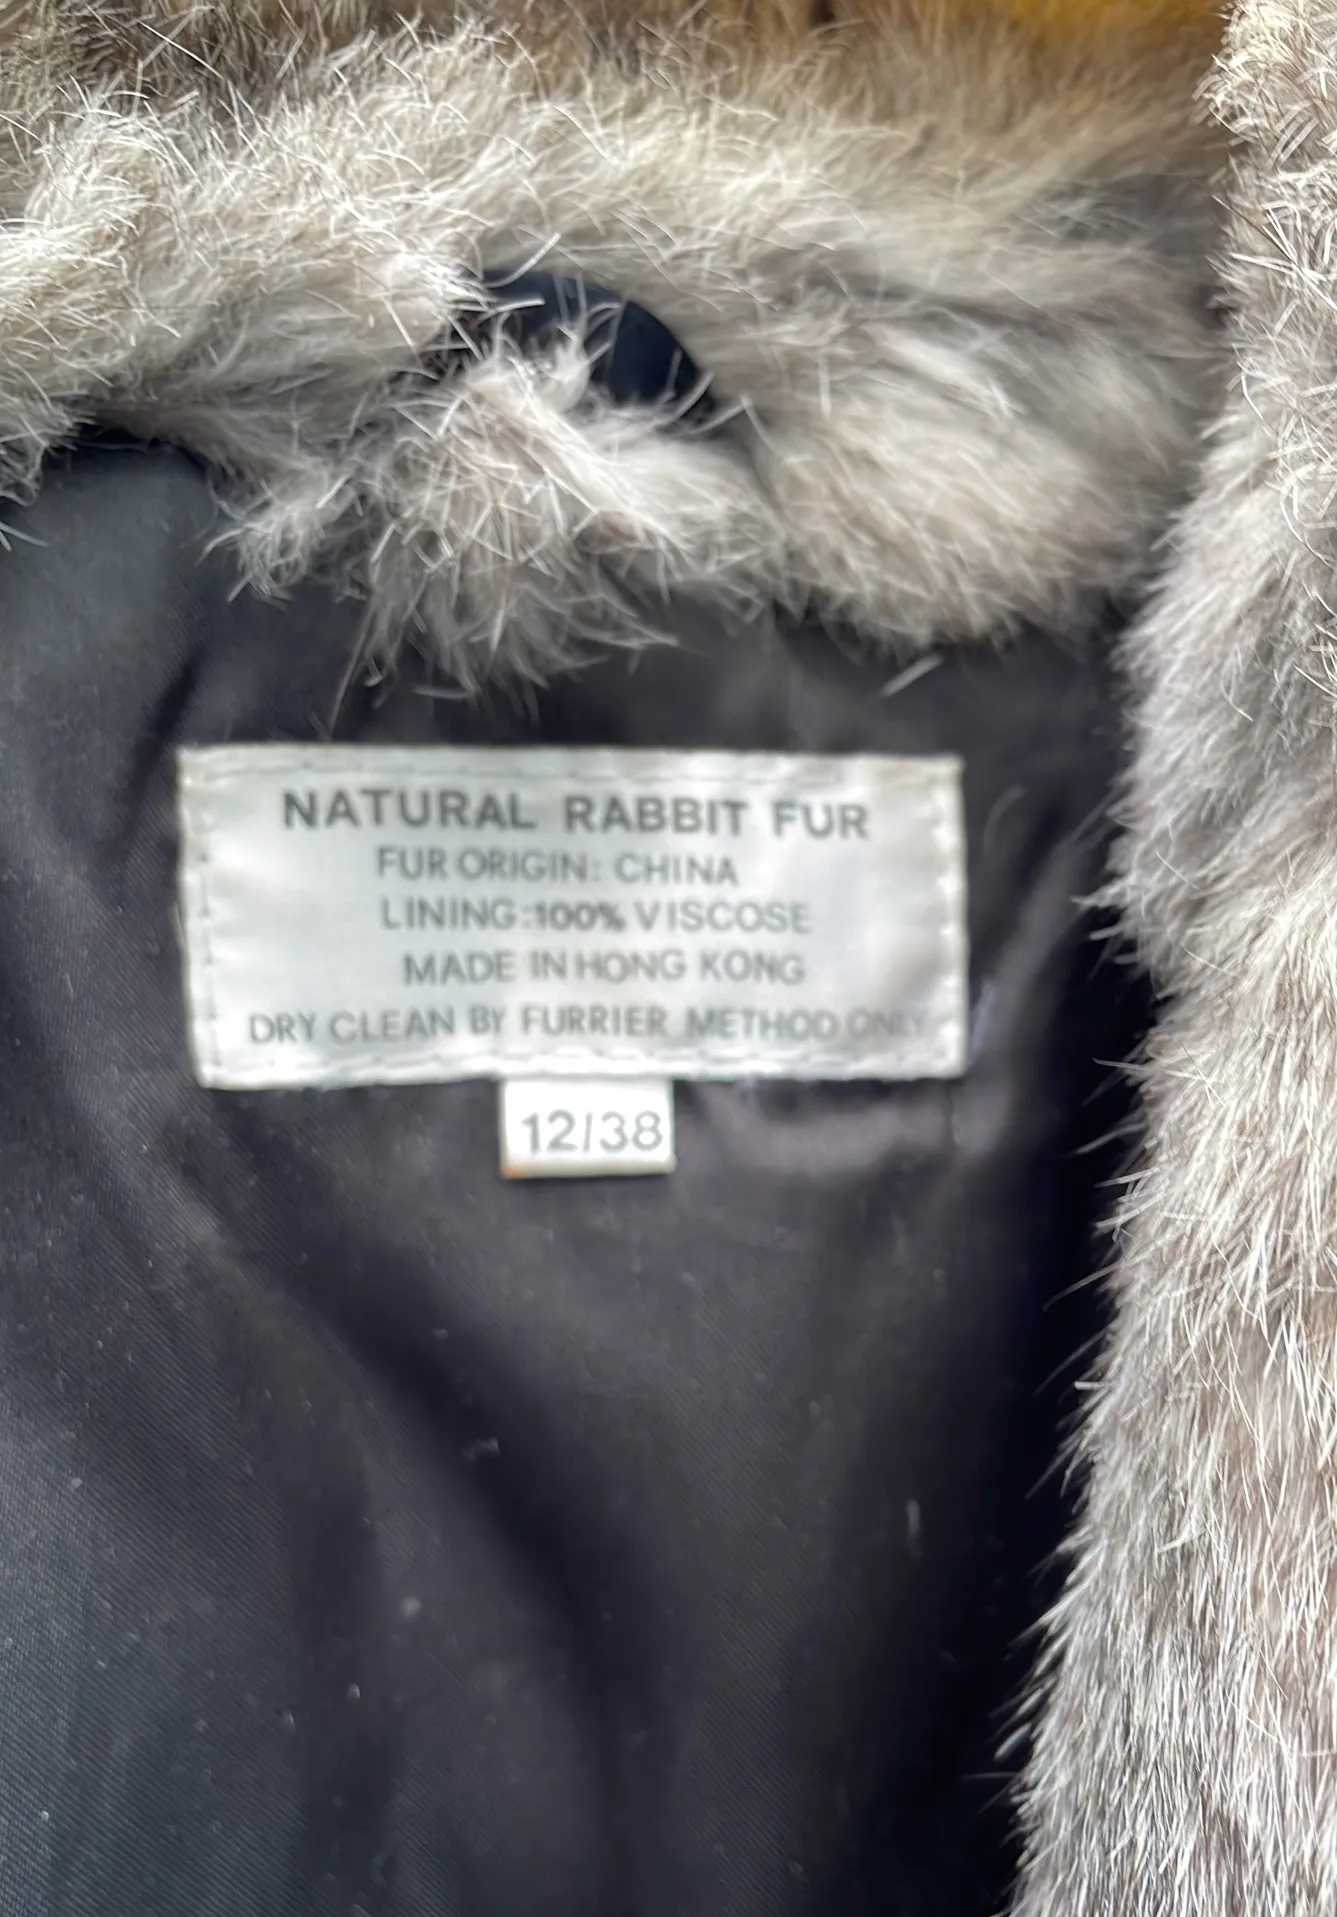 NATURAL RABBIT FUR
FUR ORIGIN: CHINA
LINING:100% VISCOSE
MADE IN HONG KONG
DRY CLEAN BY FURRIER METHOD ONLY
12/38